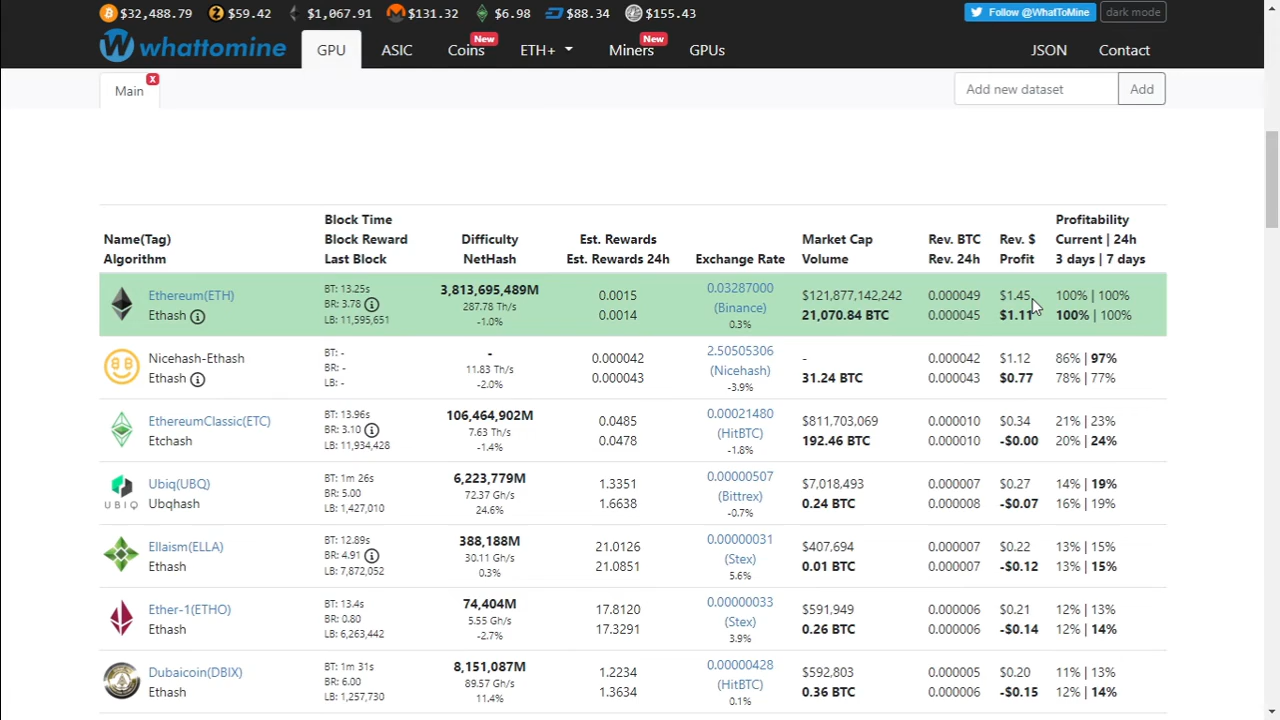 $32,488.79 $59.42 $1,067.91 $131.32 $6.98 $88.34 $155.43 Follow @WhatToMine dark mode
whattomine GPU ASIC Coins New ETH+ Miners New GPUs JSON Contact
Main x Add new dataset Add
Block Time Profitability
Name(Tag) Block Reward Difficulty Est. Rewards Market Cap Rev. BTC Rev. $ Current | 24h
Algorithm Last Block NetHash Est. Rewards 24h Exchange Rate Volume Rev. 24h Profit 3 days | 7 days
Ethereum(ETH) BT: 13.25s 3,813,695,489M 0.0015 0.03287000 $121,877,142,242 0.000049 $1.45 100% | 100%
Ethash BR: 3.78 287.78 Th/s 0.0014 (Binance) 21,070.84 BTC 0.000045 $1.11 100% | 100%
LB: 11,595,651 -1.0% 0.3%
Nicehash-Ethash BT: - - 0.000042 2.50505306 - 0.000042 $1.12 86% | 97%
Ethash BR: - 11.83 Th/s 0.000043 (Nicehash) 31.24 BTC 0.000043 $0.77 78% | 77%
LB: - -2.0% -3.9%
EthereumClassic(ETC) BT: 13.96s 106,464,902M 0.0485 0.00021480 $811,703,069 0.000010 $0.34 21% | 23%
Etchash BR: 3.10 7.63 Th/s 0.0478 (HitBTC) 192.46 BTC 0.000010 -$0.00 20% | 24%
LB: 11,934,428 -1.4% -1.8%
Ubiq(UBQ) BT: 1m 26s 6,223,779M 1.3351 0.00000507 $7,018,493 0.000007 $0.27 14% | 19%
UBIQ Ubqhash BR: 5.00 72.37 Gh/s 1.6638 (Bittrex) 0.24 BTC 0.000008 -$0.07 16% | 19%
LB: 1,427,010 24.6% -0.7%
Ellaism(ELLA) BT: 12.89s 388,188M 21.0126 0.00000031 $407,694 0.000007 $0.22 13% | 15%
Ethash BR: 4.91 30.11 Gh/s 21.0851 (Stex) 0.01 BTC 0.000007 -$0.12 13% | 15%
LB: 7,872,052 0.3% 5.6%
Ether-1(ETHO) BT: 13.4s 74,404M 17.8120 0.00000033 $591,949 0.000006 $0.21 12% | 13%
Ethash BR: 0.80 5.55 Gh/s 17.3291 (Stex) 0.26 BTC 0.000006 -$0.14 12% | 14%
LB: 6,263,442 -2.7% 3.9%
Dubaicoin(DBIX) BT: 1m 31s 8,151,087M 1.2234 0.00000428 $592,803 0.000005 $0.20 11% | 13%
Ethash BR: 6.00 89.57 Gh/s 1.3634 (HitBTC) 0.36 BTC 0.000006 -$0.15 12% | 14%
LB: 1,257,730 11.4% 0.1%